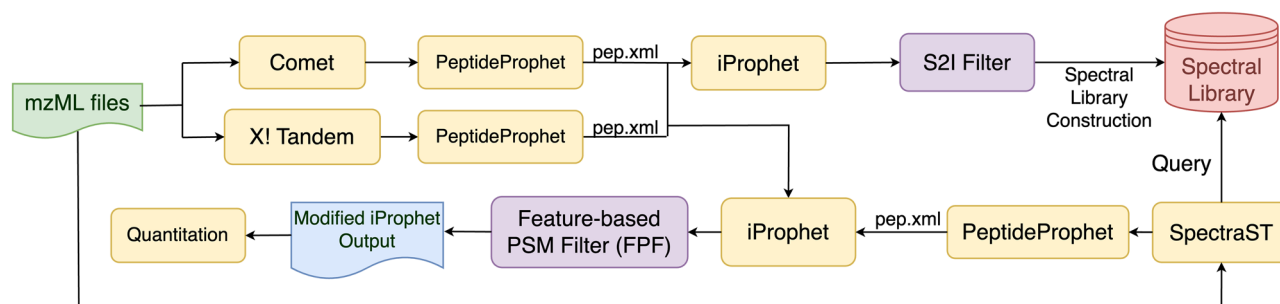 mzML files
Comet
PeptideProphet
pep.xml
iProphet
S2I Filter
Spectral
Library
Construction
Spectral
Library
X! Tandem
PeptideProphet
pep.xml
Query
Quantitation
Modified iProphet
Output
Feature-based
PSM Filter (FPF)
iProphet
pep.xml
PeptideProphet
SpectraST